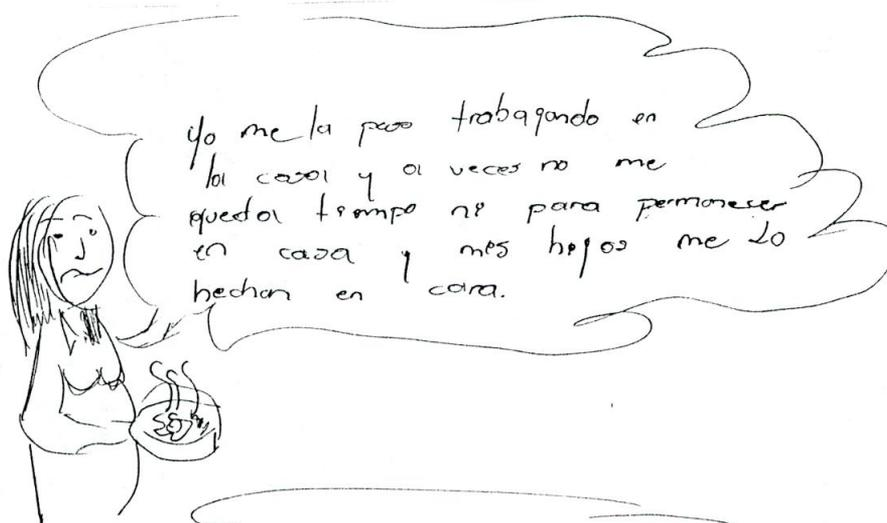 Yo me la paso trabagando en
la casa y a veces no me
queda tiempo ni para permaneser
en casa y mis hijos me lo
hechan en cara.